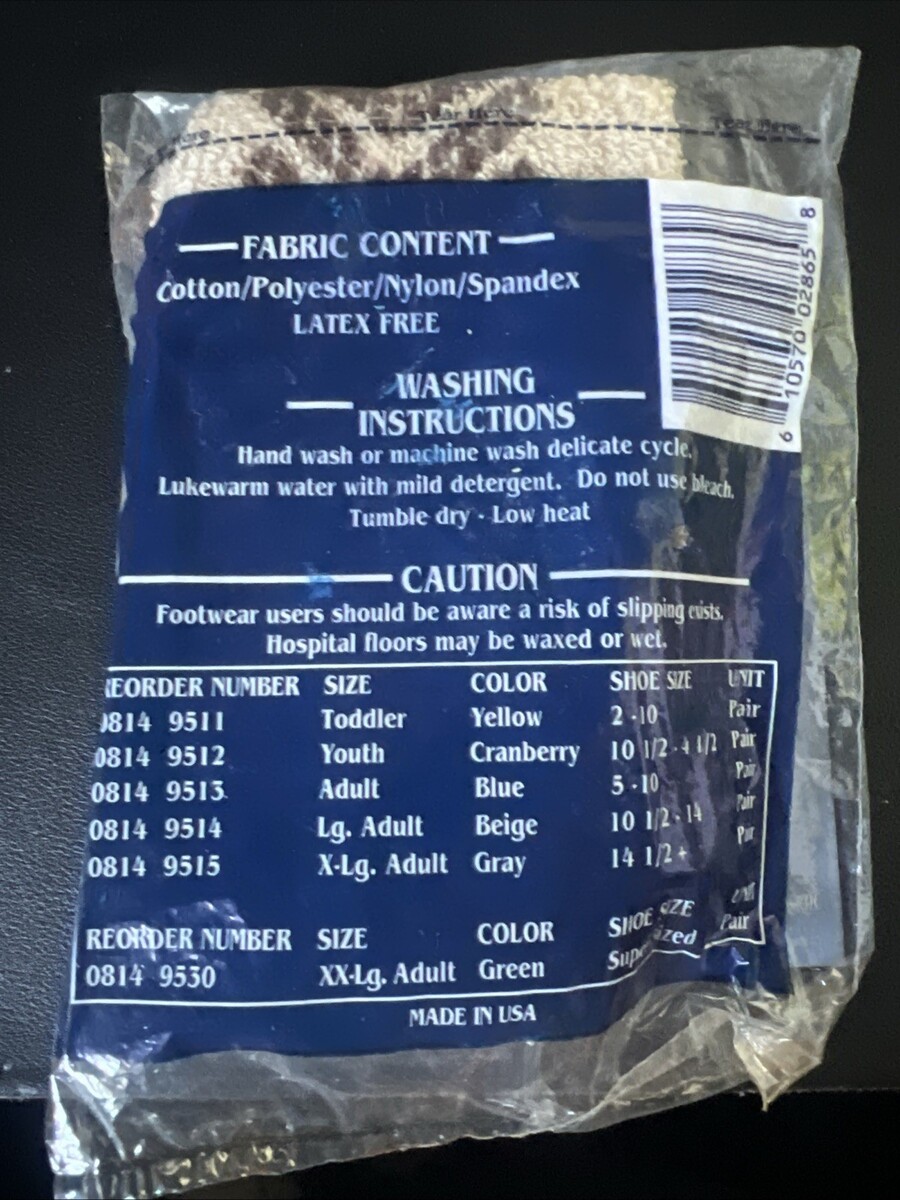 Tear Here
Tear Here
FABRIC CONTENT
Cotton/Polyester/Nylon/Spandex
LATEX FREE
6 10570 02865 8
WASHING
INSTRUCTIONS
Hand wash or machine wash delicate cycle.
Lukewarm water with mild detergent. Do not use bleach.
Tumble dry - Low heat
CAUTION
Footwear users should be aware a risk of slipping exists.
Hospital floors may be waxed or wet.
REORDER NUMBER SIZE COLOR SHOE SIZE UNIT
0814 9511 Toddler Yellow 2 - 10 Pair
0814 9512 Youth Cranberry 10 1/2 - 4 1/2 Pair
0814 9513 Adult Blue 5 - 10 Pair
0814 9514 Lg. Adult Beige 10 1/2 - 14 Pair
0814 9515 X-Lg. Adult Gray 14 1/2 + Pair
REORDER NUMBER SIZE COLOR SHOE SIZE UNIT
0814 9530 XX-Lg. Adult Green Super Sized Pair
MADE IN USA